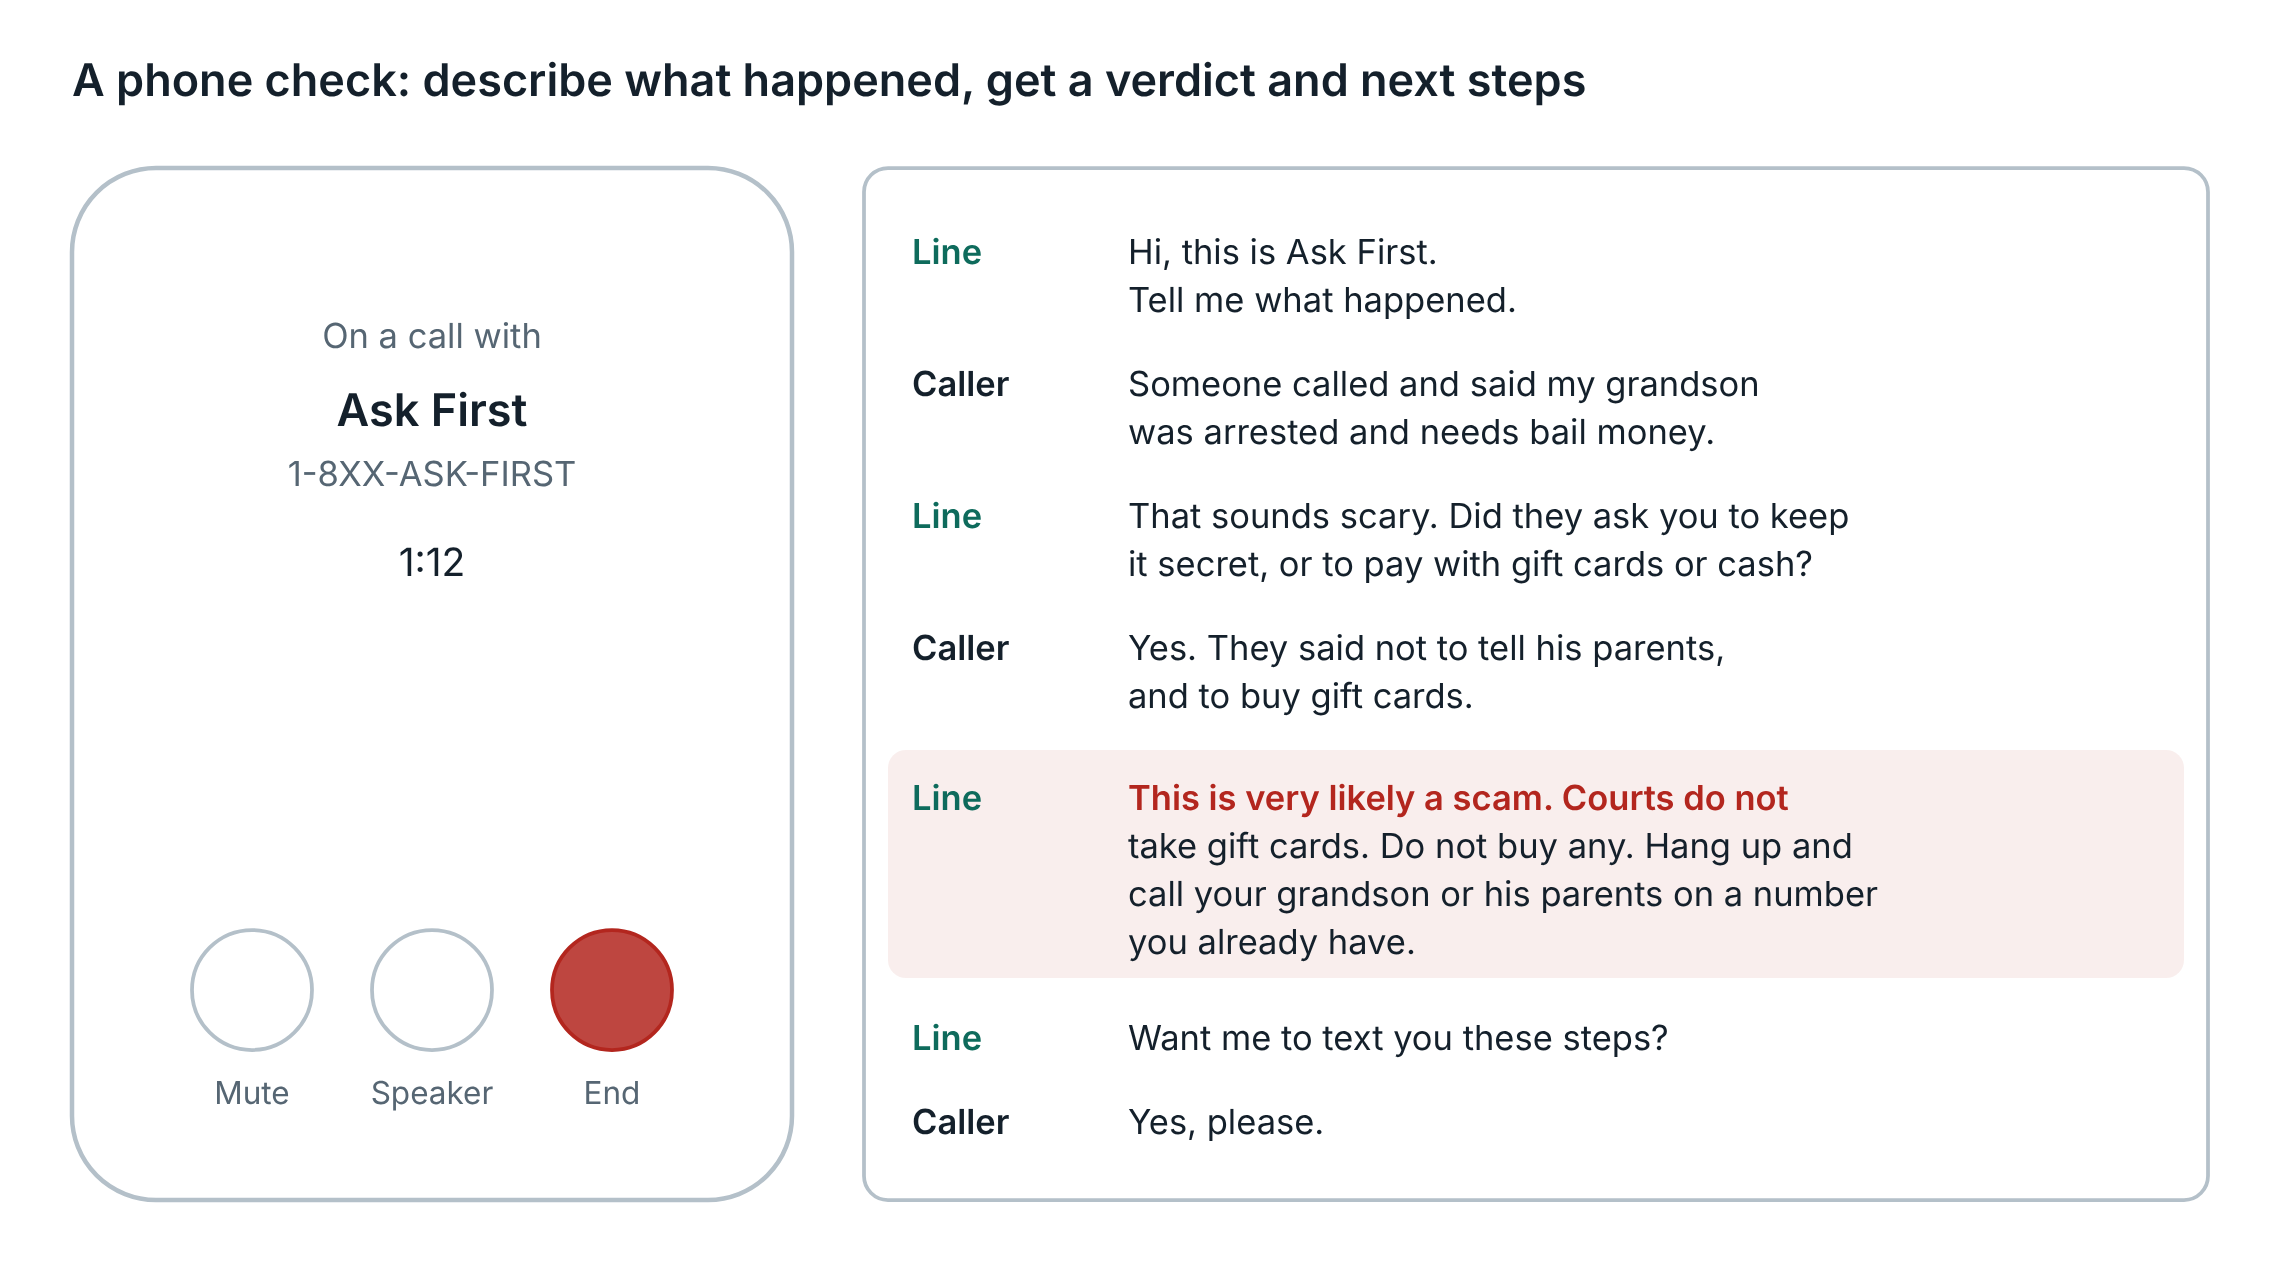 A phone check: describe what happened, get a verdict and next steps
On a call with
Ask First
1-8XX-ASK-FIRST
1:12
Mute Speaker End
Line Hi, this is Ask First.
Tell me what happened.
Caller Someone called and said my grandson
was arrested and needs bail money.
Line That sounds scary. Did they ask you to keep
it secret, or to pay with gift cards or cash?
Caller Yes. They said not to tell his parents,
and to buy gift cards.
Line This is very likely a scam. Courts do not
take gift cards. Do not buy any. Hang up and
call your grandson or his parents on a number
you already have.
Line Want me to text you these steps?
Caller Yes, please.